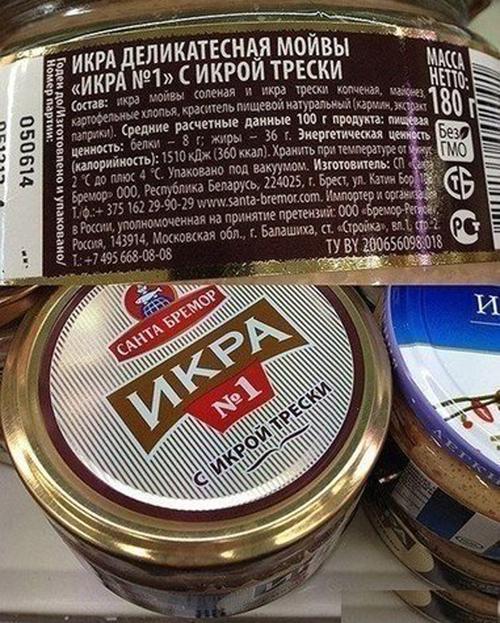 ИКРА ДЕЛИКАТЕСНАЯ МОЙВЫ
«ИКРА №1» С ИКРОЙ ТРЕСКИ
Состав: икра мойвы соленая и икра трески копченая, майонез,
картофельные хлопья, краситель пищевой натуральный (кармин, экстракт
паприки). Средние расчетные данные 100 г продукта: пищевая
ценность: белки – 8 г; жиры – 36 г. Энергетическая ценность
(калорийность): 1510 кДж (360 ккал). Хранить при температуре от минус
2 °С до плюс 4 °С. Упаковано под вакуумом. Изготовитель: СП «Санта
Бремор» ООО, Республика Беларусь, 224025, г. Брест, ул. Катин Бор,
Т./ф.:+ 375 162 29-90-29 www.santa-bremor.com. Импортер и организация
в России, уполномоченная на принятие претензий: ООО «Бремор-Регион»
Россия, 143914, Московская обл., г. Балашиха, ст. «Стройка», вл.1, стр.2.
Т.: +7 495 668-08-08
ТУ BY 200656098.018
МАССА
НЕТТО:
180 г
Без
ГМО
Годен до/Изготовлено и упаковано/
Номер партии:
050614
САНТА БРЕМОР
ИКРА
№1
С ИКРОЙ ТРЕСКИ
И